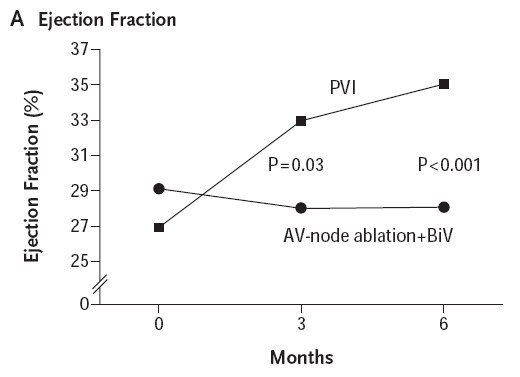 A Ejection Fraction
37
35
33
31
29
27
25
0
Ejection Fraction (%)
PVI
P=0.03
P<0.001
AV-node ablation+BiV
0
3
6
Months